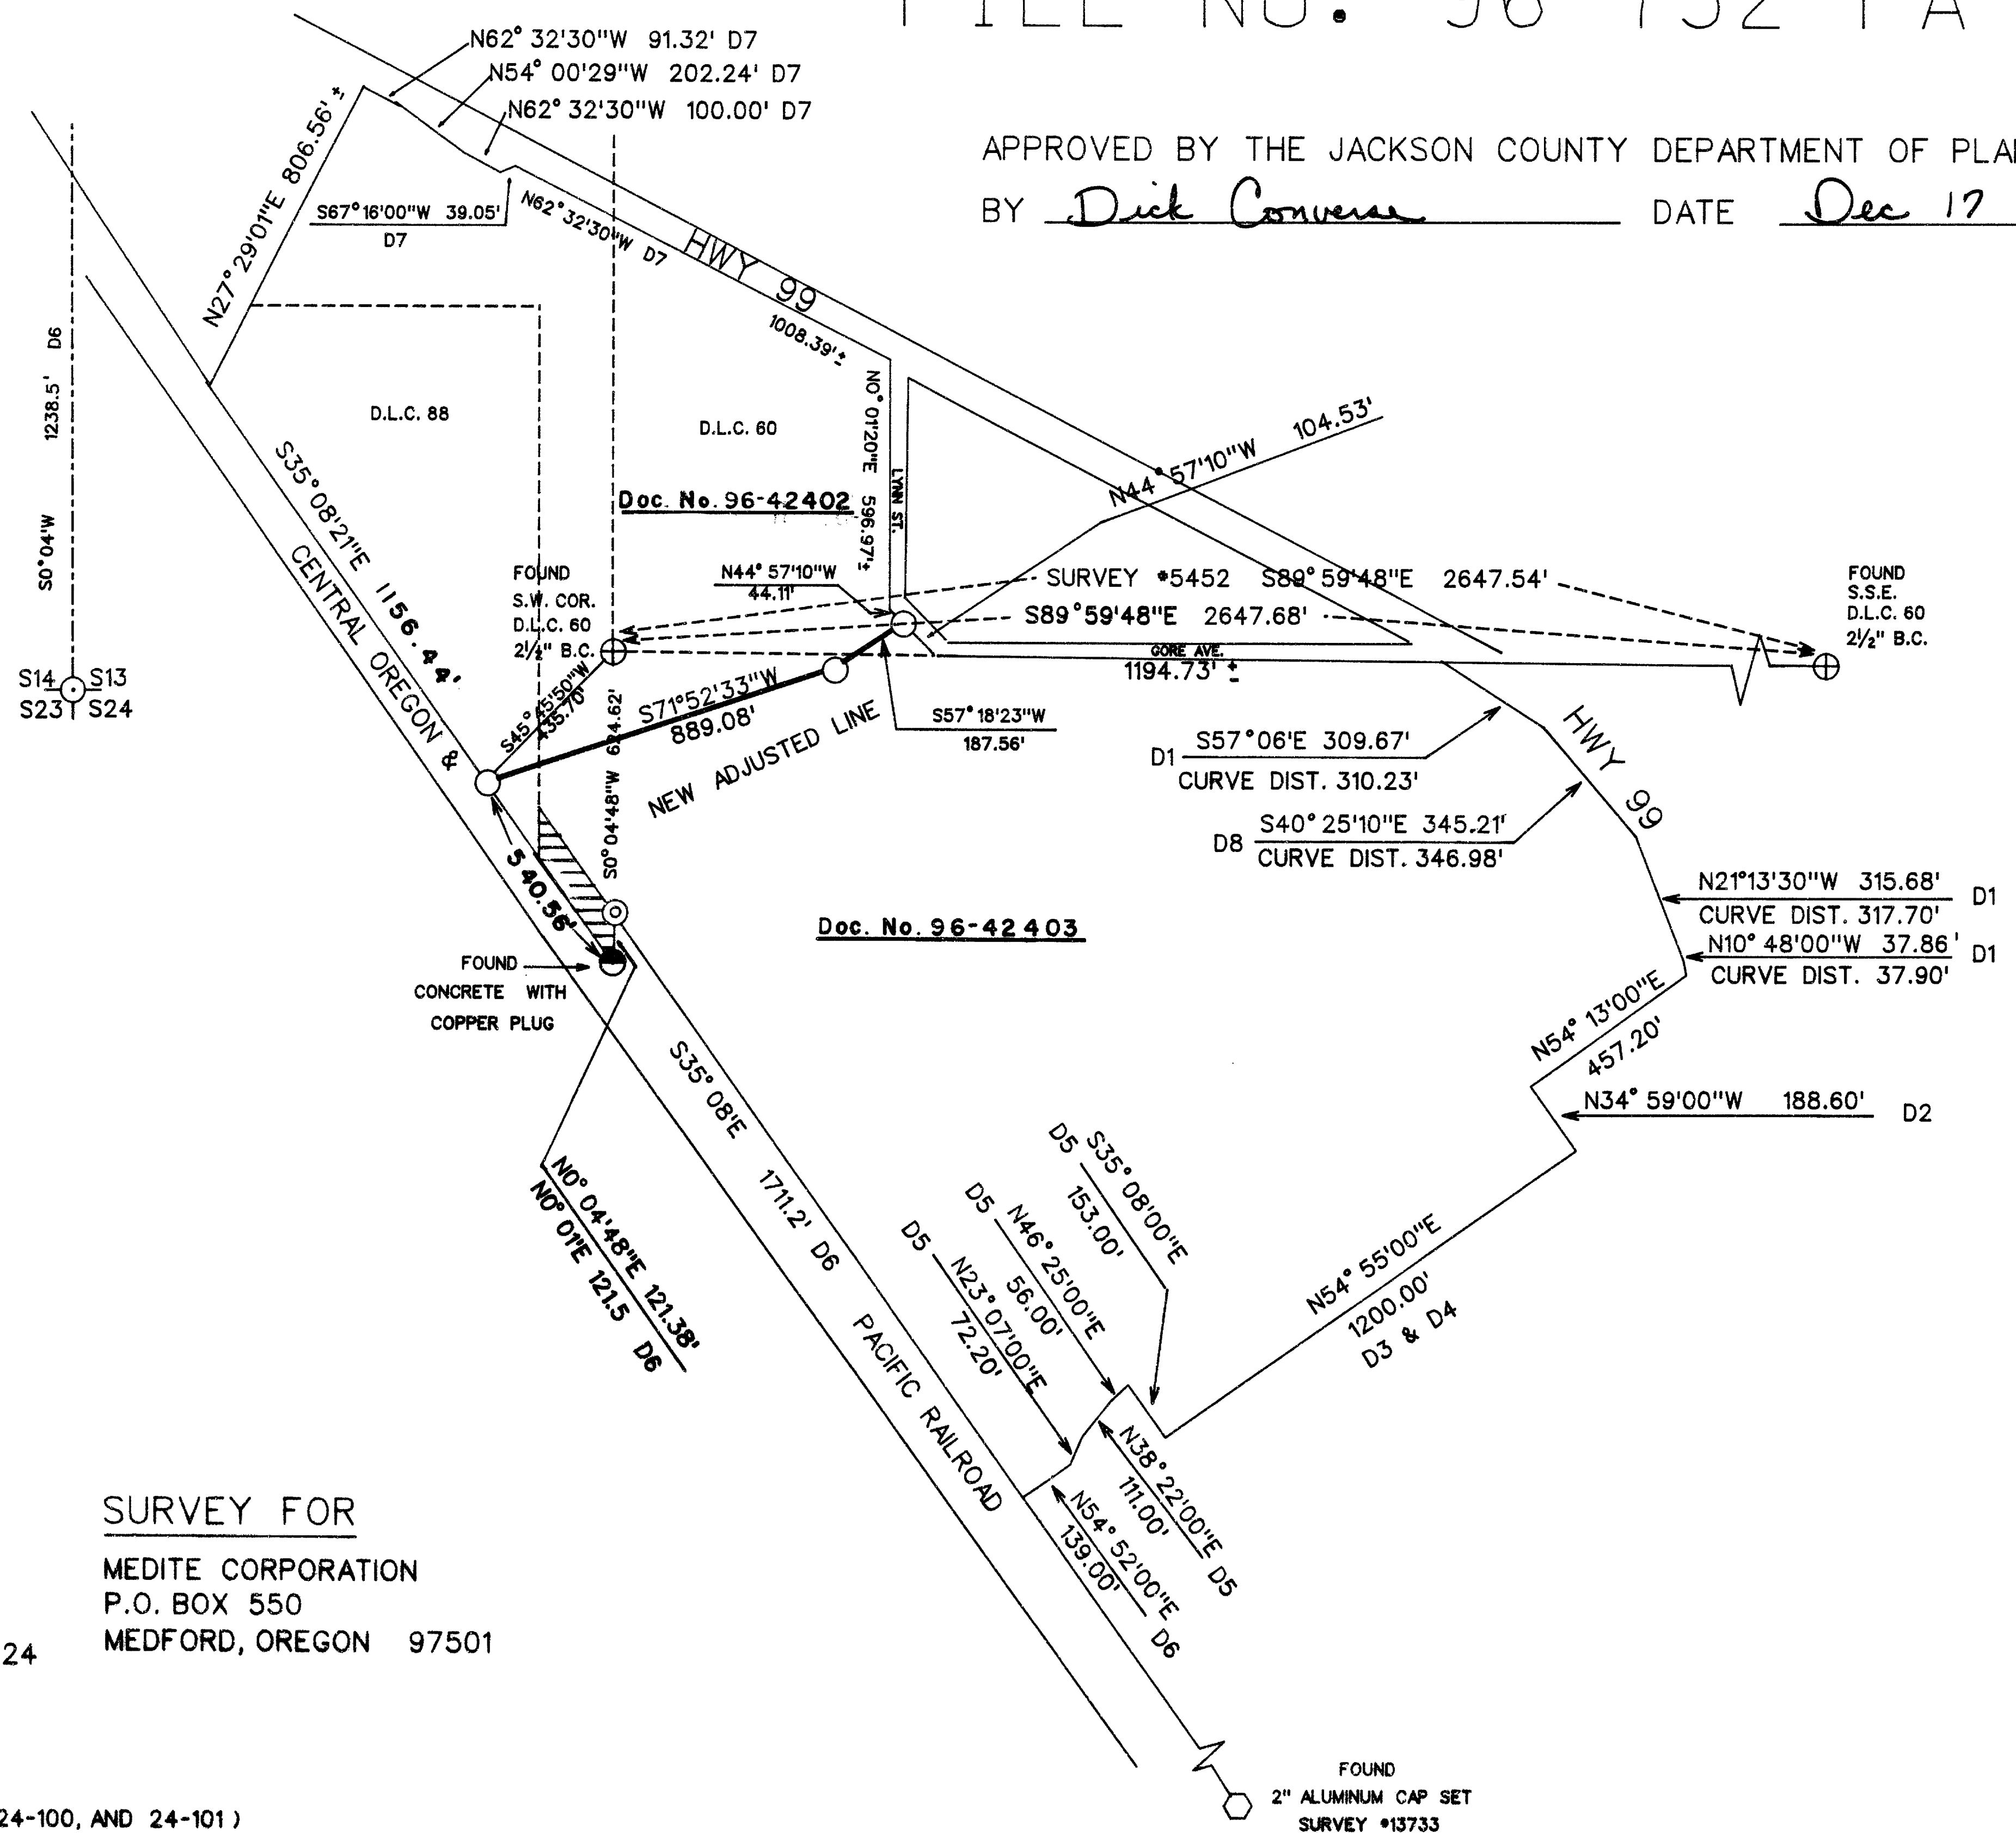 FILE NO. 96
N62°32'30"W 91.32' D7
N54°00'29"W 202.24' D7
N62°32'30"W 100.00' D7
N27°29'01"E 806.56'±
S67°16'00"W 39.05'
D7
N62°32'30"W D7
HWY 99
1008.39'±
APPROVED BY THE JACKSON COUNTY DEPARTMENT OF
BY Dick Converse DATE Dec 17
S0°04'W 1238.5' D6
D.L.C. 88
D.L.C. 60
S35°08'21"E 1156.44'
CENTRAL OREGON &
Doc. No. 96-42402
N0°01'20"E 596.97'±
LYNN ST.
N44°57'10"W 104.53'
FOUND
S.W. COR.
D.L.C. 60
2½" B.C.
N44°57'10"W
44.11'
SURVEY #5452 S89°59'48"E 2647.54'
S89°59'48"E 2647.68'
FOUND
S.S.E.
D.L.C. 60
2½" B.C.
GORE AVE.
1194.73'±
S14 S13
S23 S24
S45°45'50"W
435.70'
S71°52'33"W
889.08'
S57°18'23"W
187.56'
NEW ADJUSTED LINE
S0°04'48"W 624.62'
D1 S57°06'E 309.67'
CURVE DIST. 310.23'
HWY 99
D8 S40°25'10"E 345.21'
CURVE DIST. 346.98'
N21°13'30"W 315.68' D1
CURVE DIST. 317.70'
N10°48'00"W 37.86' D1
CURVE DIST. 37.90'
540.56'
Doc. No. 96-42403
FOUND
CONCRETE WITH
COPPER PLUG
N54°13'00"E
457.20'
N34°59'00"W 188.60' D2
S35°08'E 1711.2' D6
PACIFIC RAILROAD
N0°04'48"E 121.38'
N0°01'E 121.5 D6
D5 S35°08'00"E
153.00'
D5 N46°25'00"E
56.00'
D5 N23°07'00"E
72.20'
N54°55'00"E
1200.00'
D3 & D4
N38°22'00"E D5
111.00'
N54°52'00"E D6
139.00'
SURVEY FOR
MEDITE CORPORATION
P.O. BOX 550
MEDFORD, OREGON 97501
24
24-100, AND 24-101 )
FOUND
2" ALUMINUM CAP SET
SURVEY #13733